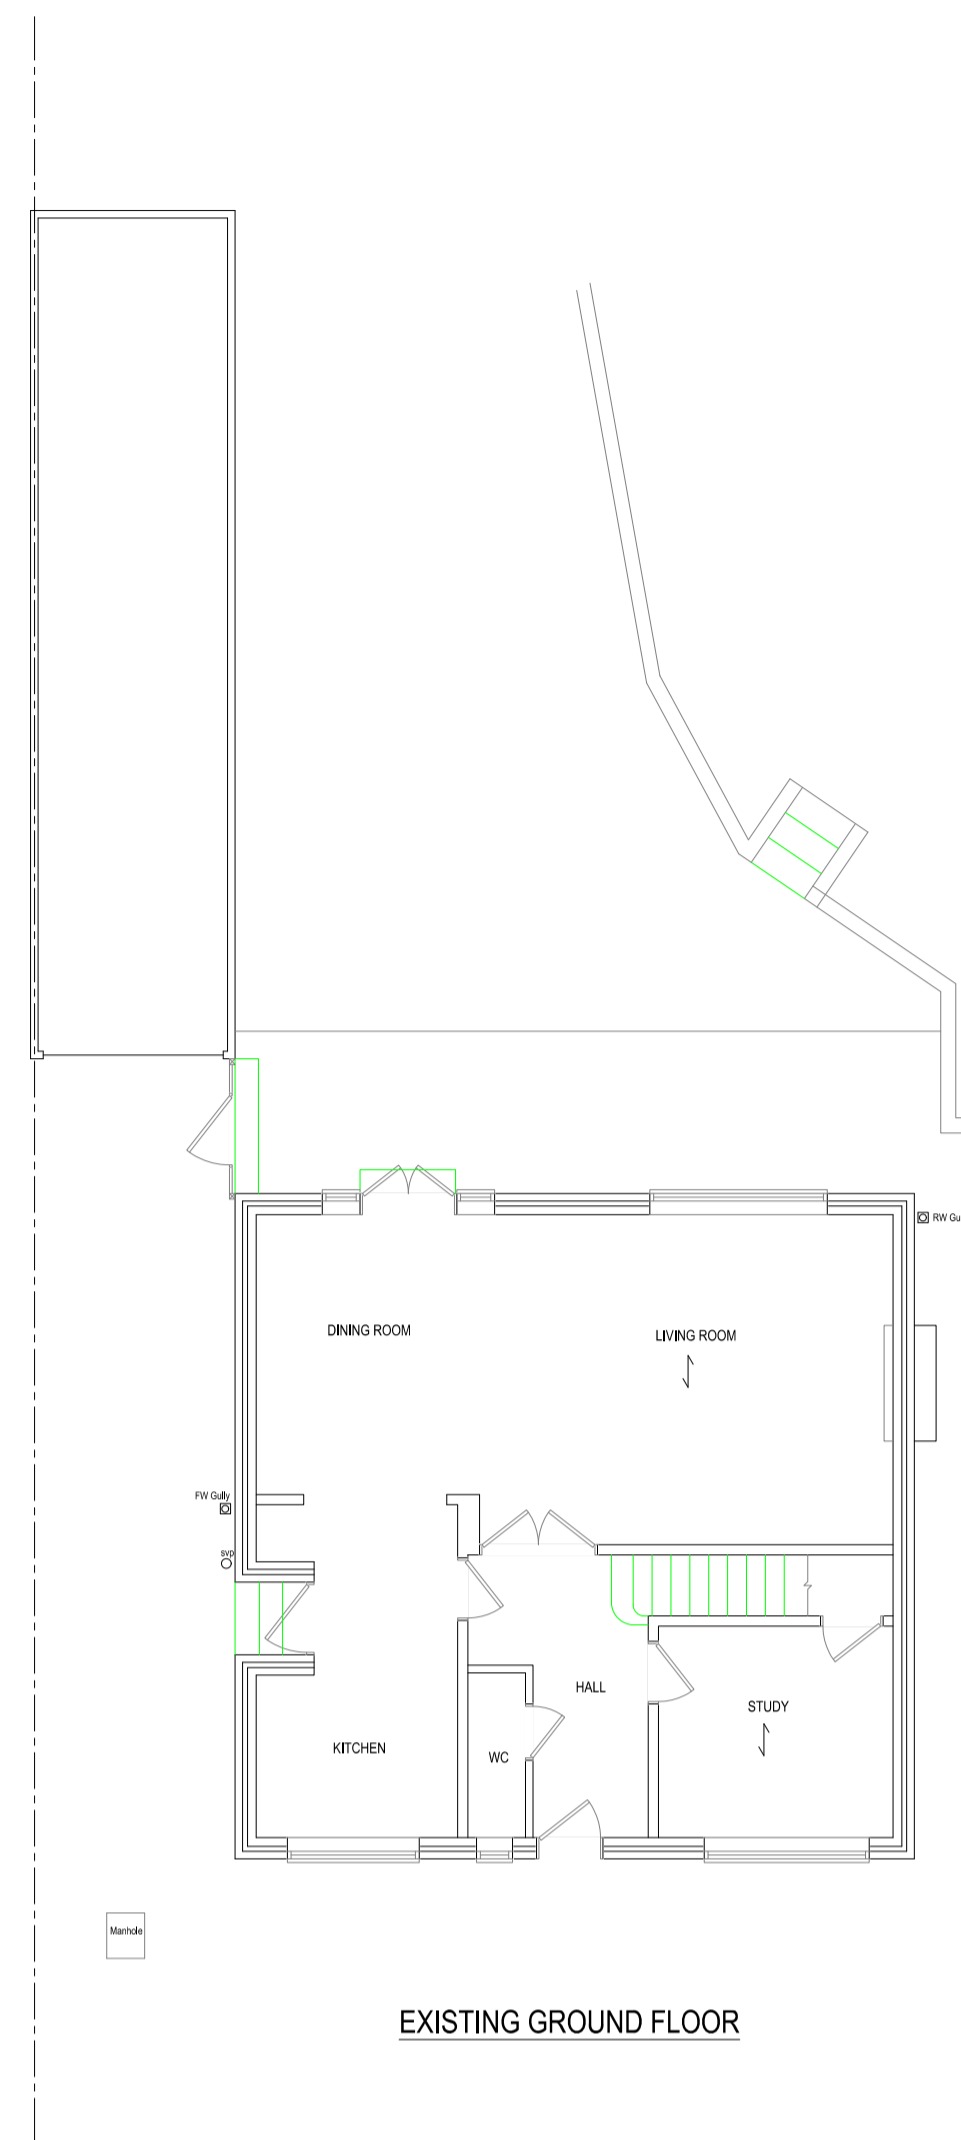 RW Gu
DINING ROOM
LIVING ROOM
FW Gully
svp
HALL
STUDY
KITCHEN
WC
Manhole
EXISTING GROUND FLOOR